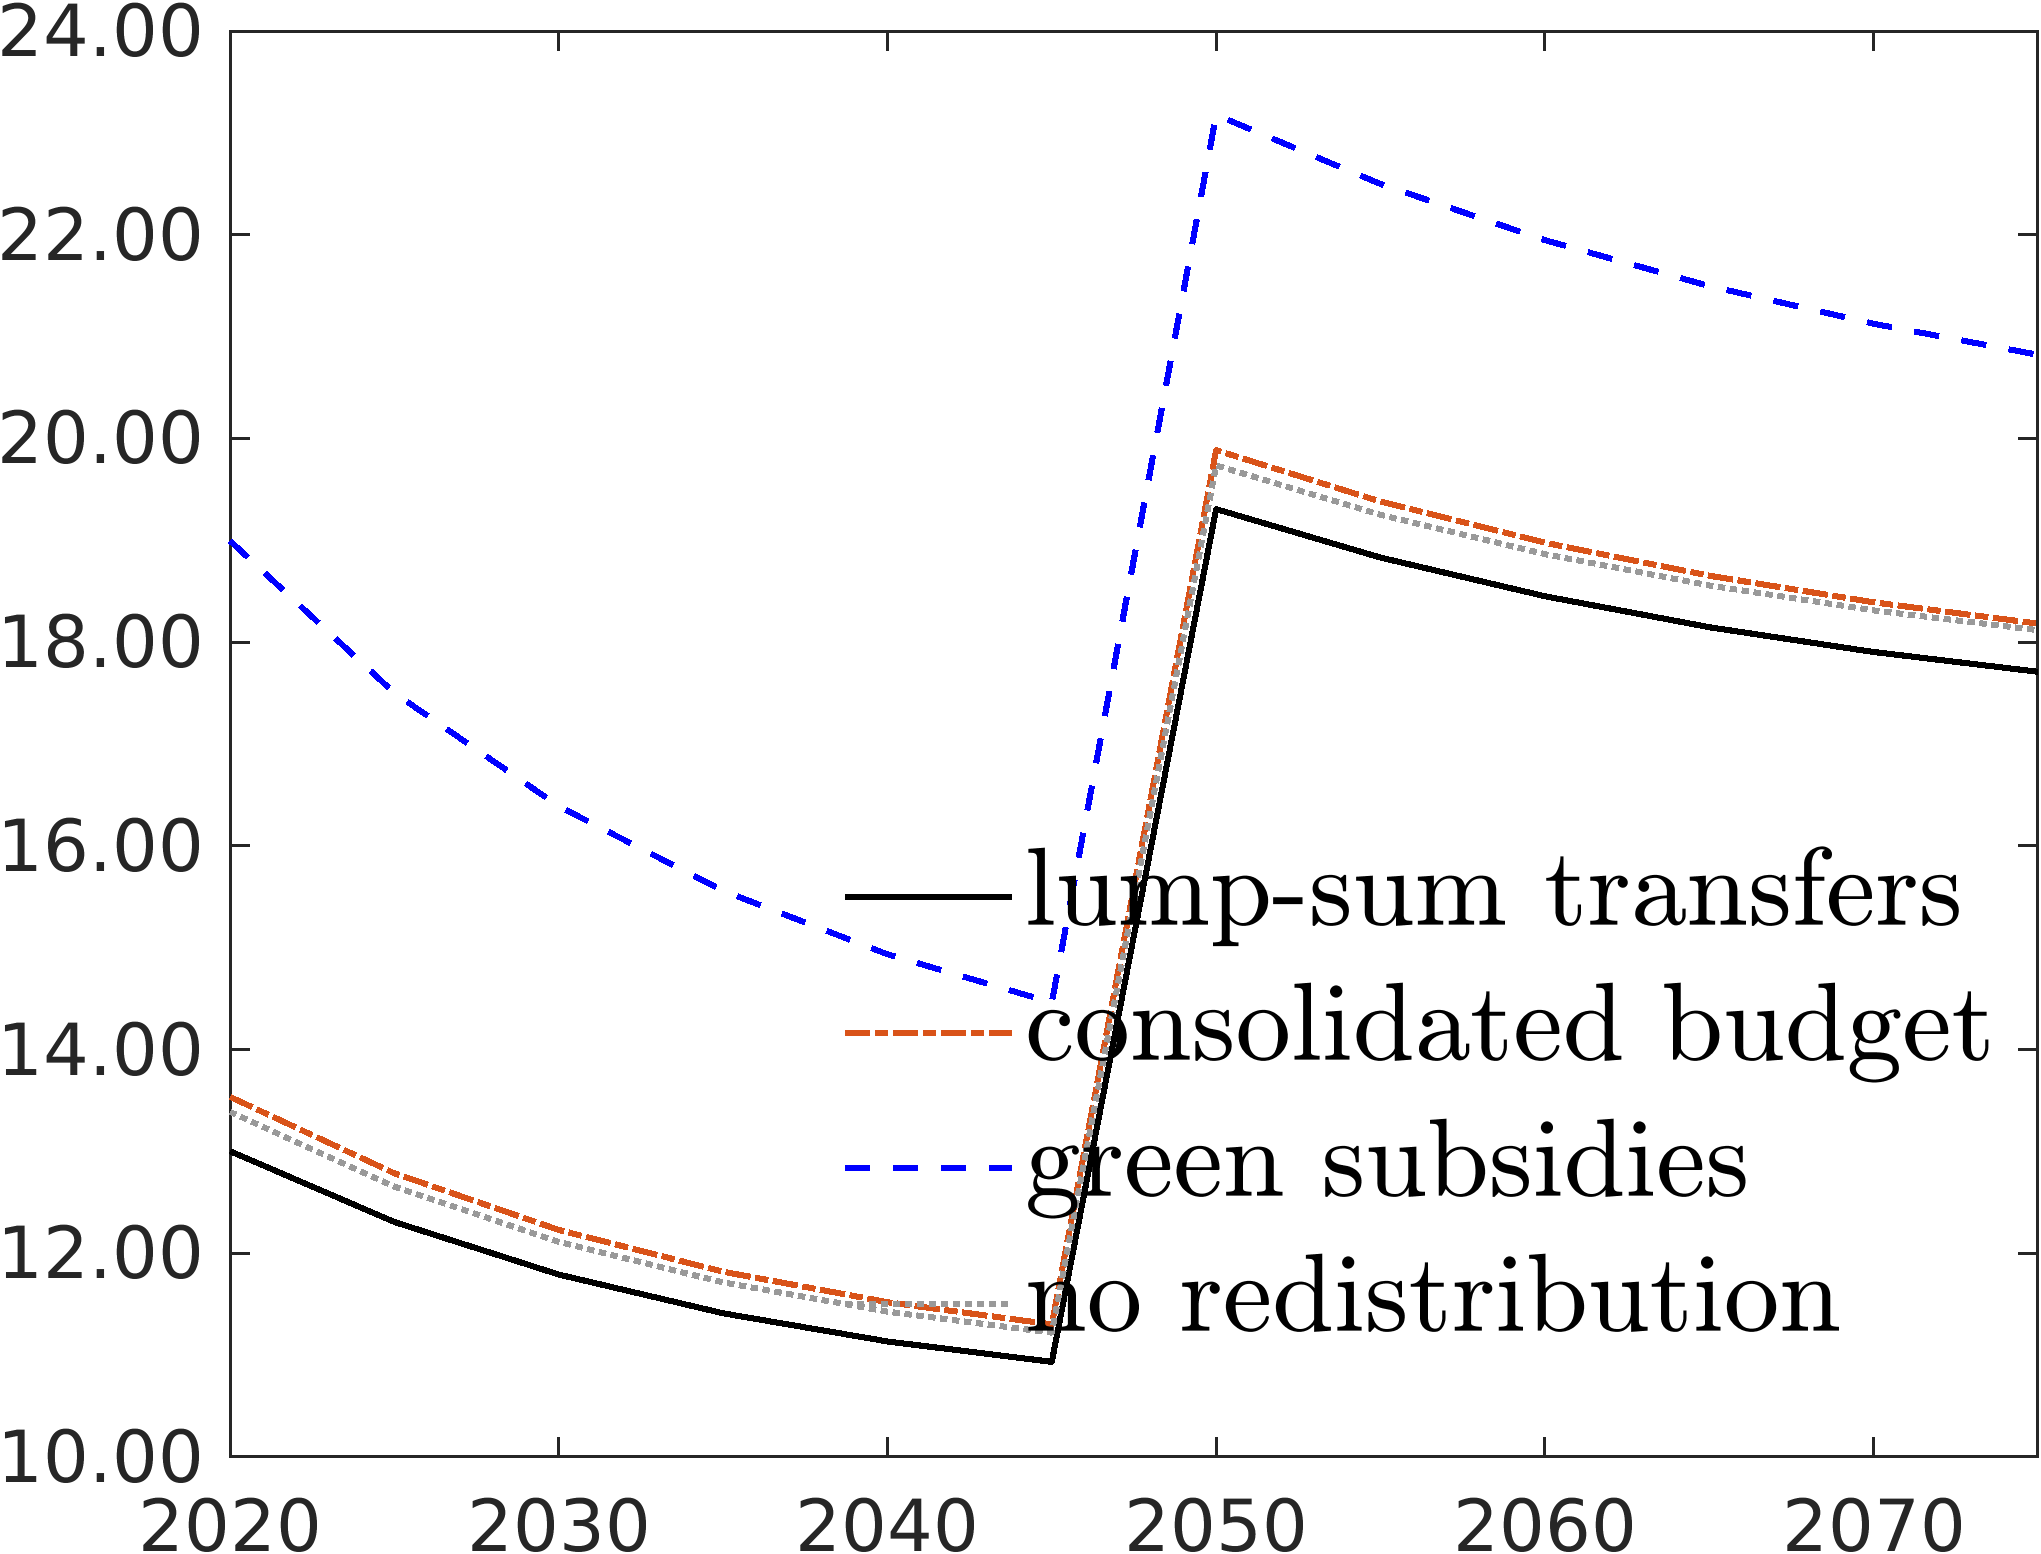 24.00
22.00
20.00
18.00
16.00
14.00
12.00
10.00
lump-sum transfers
consolidated budget
green subsidies
no redistribution
2020 2030 2040 2050 2060 2070